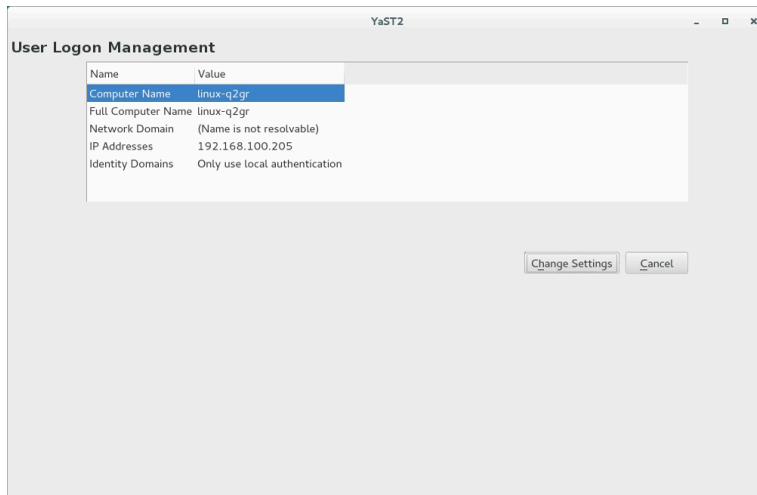 YaST2
User Logon Management
Name Value
Computer Name linux-q2gr
Full Computer Name linux-q2gr
Network Domain (Name is not resolvable)
IP Addresses 192.168.100.205
Identity Domains Only use local authentication
Change Settings Cancel